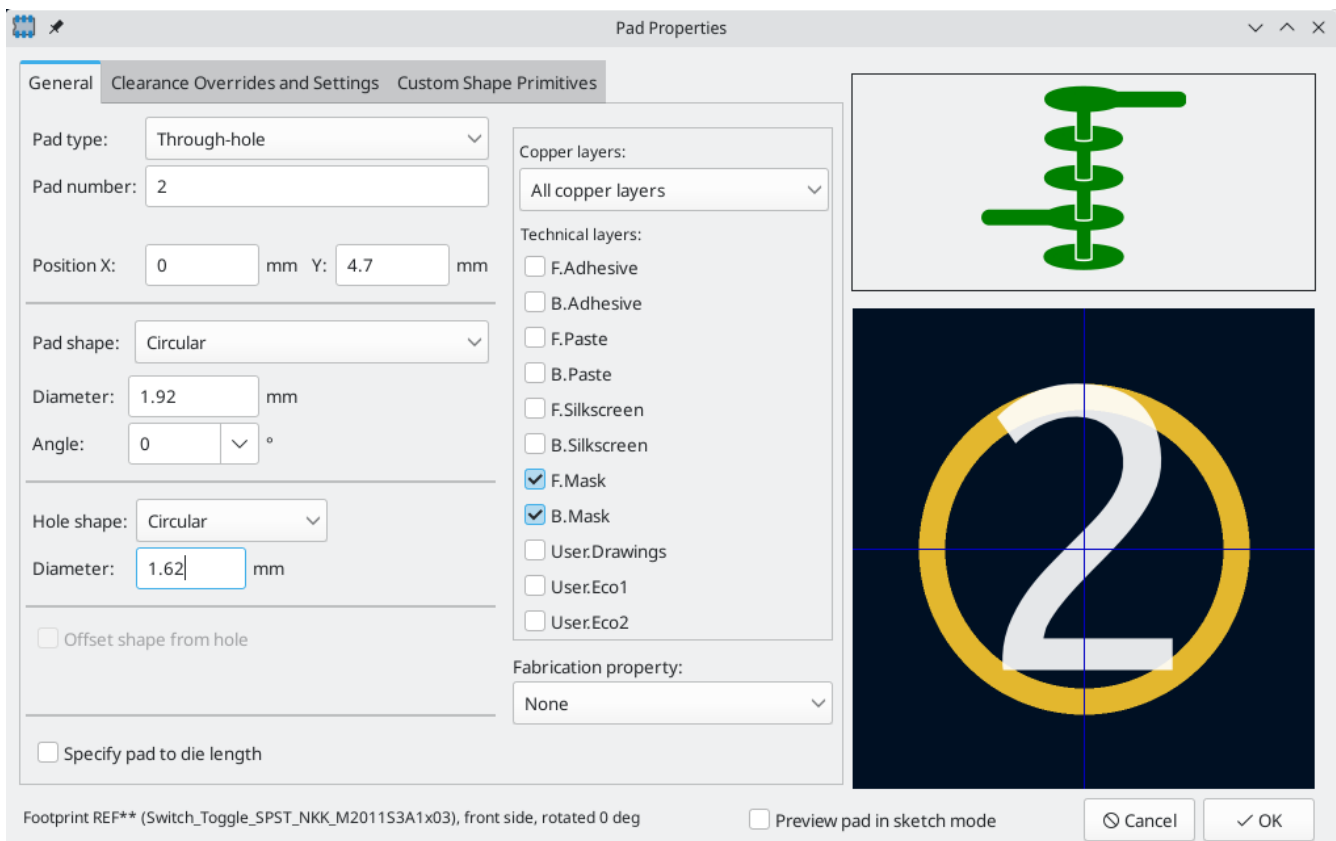 Pad Properties
General Clearance Overrides and Settings Custom Shape Primitives
Pad type: Through-hole
Pad number: 2
Position X: 0 mm Y: 4.7 mm
Pad shape: Circular
Diameter: 1.92 mm
Angle: 0 °
Hole shape: Circular
Diameter: 1.62 mm
Offset shape from hole
Specify pad to die length
Copper layers:
All copper layers
Technical layers:
F.Adhesive
B.Adhesive
F.Paste
B.Paste
F.Silkscreen
B.Silkscreen
F.Mask
B.Mask
User.Drawings
User.Eco1
User.Eco2
Fabrication property:
None
2
Footprint REF** (Switch_Toggle_SPST_NKK_M2011S3A1x03), front side, rotated 0 deg
Preview pad in sketch mode
Cancel OK